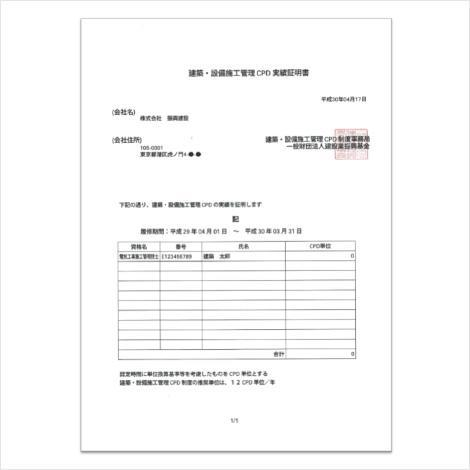 建築・設備施工管理 CPD 実績証明書
平成30年04月17日
(会社名)
株式会社 振興建設
(会社住所)
105-0001
東京都港区虎ノ門4-●-●
建築・設備施工管理 CPD 制度事務局
一般財団法人建設業振興基金
下記の通り、建築・設備施工管理 CPD の実績を証明します
記
履修期間：平成 29 年 04 月 01 日 ～ 平成 30 年 03 月 31 日
資格名 番号 氏名 CPD単位
電気工事施工管理技士 E123456789 建築 太郎 0
合計 0
認定時間に単位換算基準等を考慮したものを CPD 単位とする
建築・設備施工管理 CPD 制度の推奨単位は、１２ CPD 単位／年
1/1